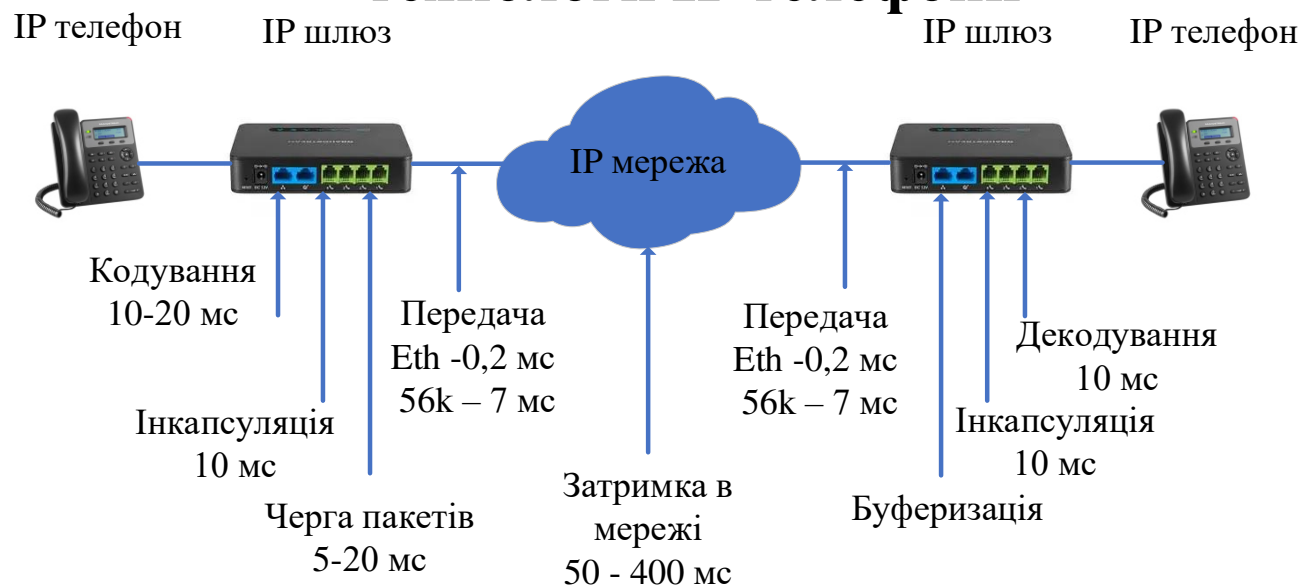 IP телефон
IP шлюз
IP шлюз
IP телефон
IP мережа
Кодування
10-20 мс
Інкапсуляція
10 мс
Черга пакетів
5-20 мс
Передача
Eth -0,2 мс
56k – 7 мс
Затримка в
мережі
50 - 400 мс
Передача
Eth -0,2 мс
56k – 7 мс
Буферизація
Інкапсуляція
10 мс
Декодування
10 мс